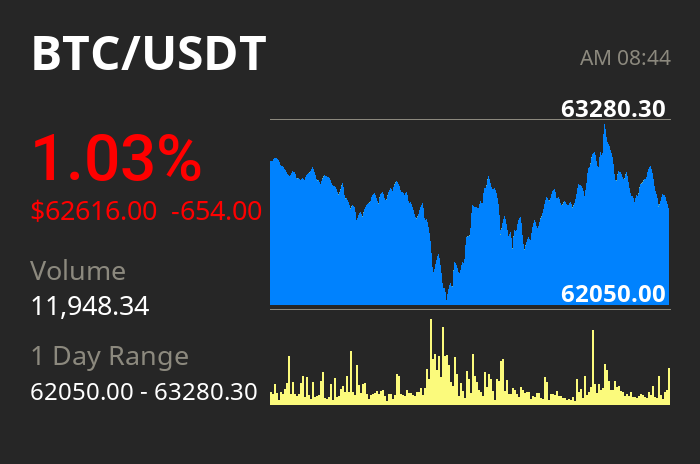 BTC/USDT
AM 08:44
63280.30
1.03%
$62616.00 -654.00
Volume
11,948.34
62050.00
1 Day Range
62050.00 - 63280.30